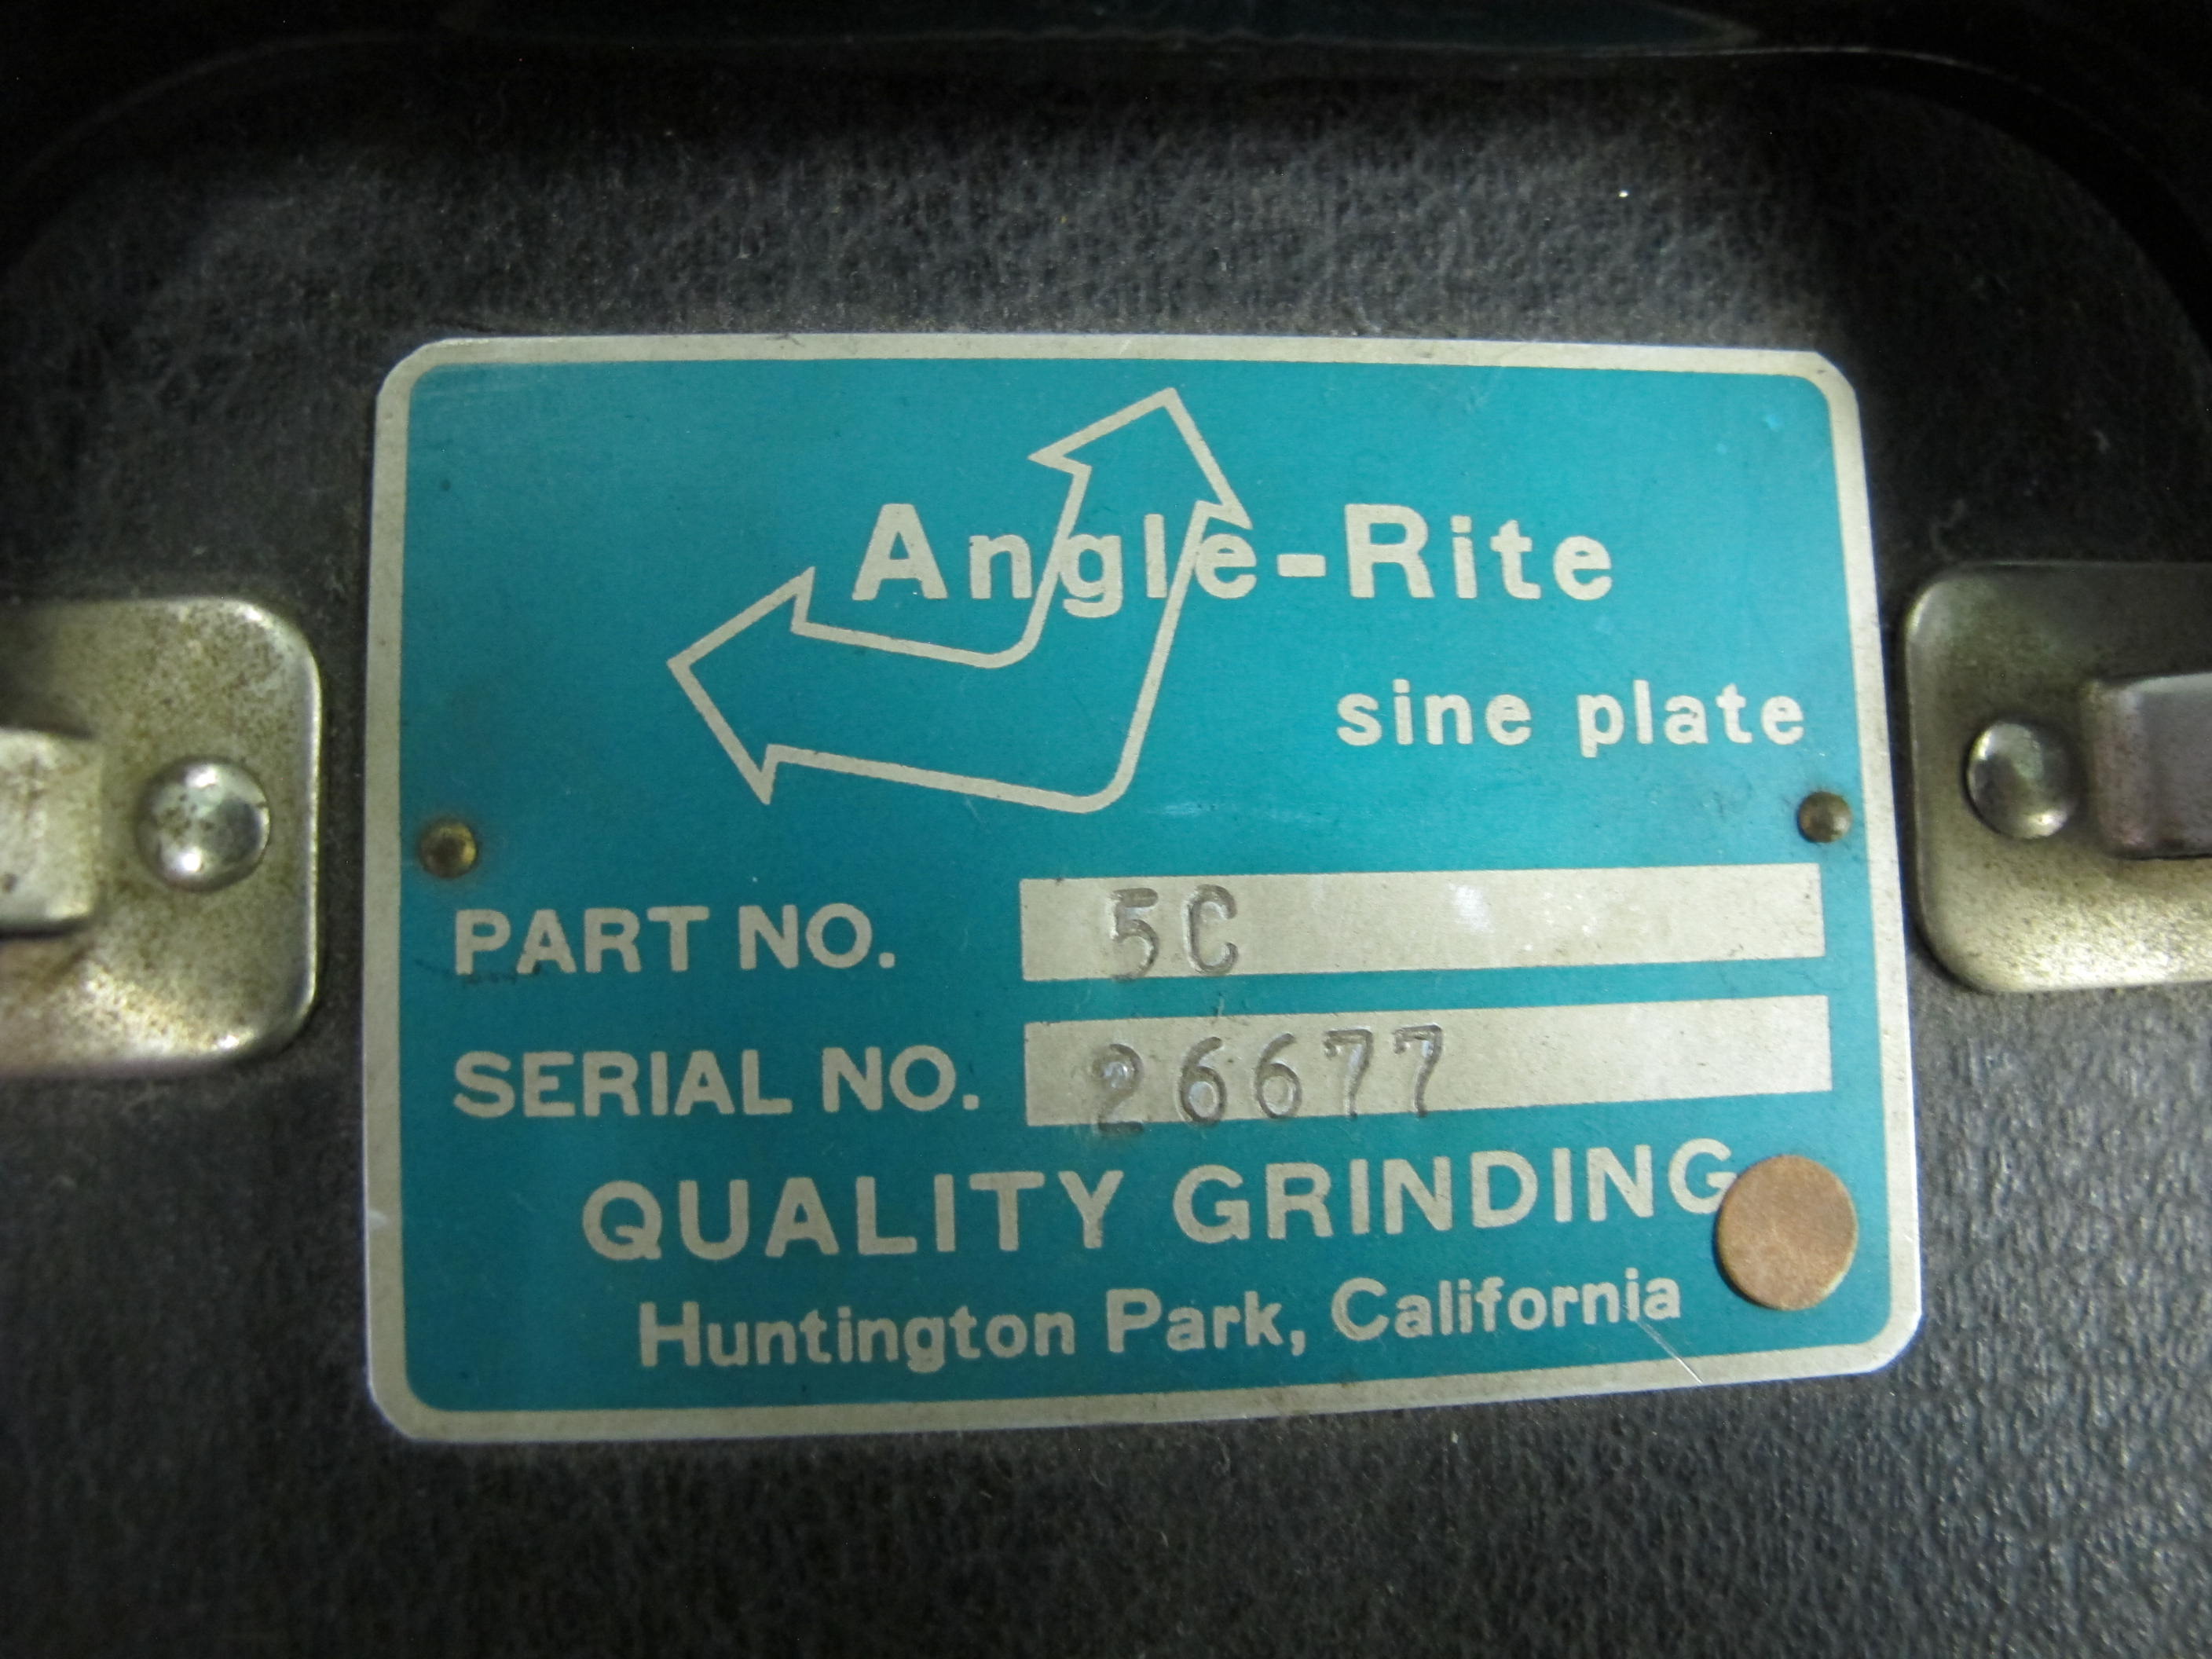 Angle-Rite
sine plate
PART NO. 5C
SERIAL NO. 26677
QUALITY GRINDING
Huntington Park, California